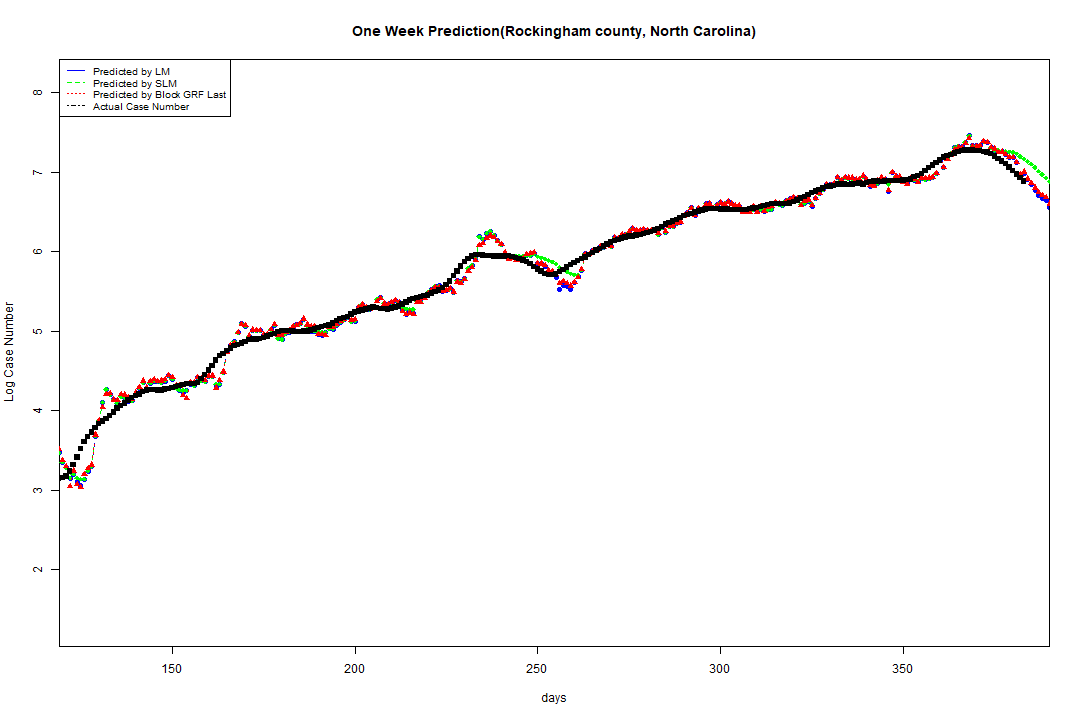 One Week Prediction(Rockingham county, North Carolina)
Predicted by LM
Predicted by SLM
Predicted by Block GRF Last
Actual Case Number
Log Case Number
8
7
6
5
4
3
2
150 200 250 300 350
days